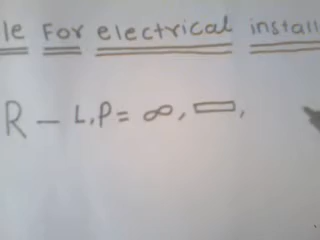 le For electrical install
R - L.P = ∞, ▭,